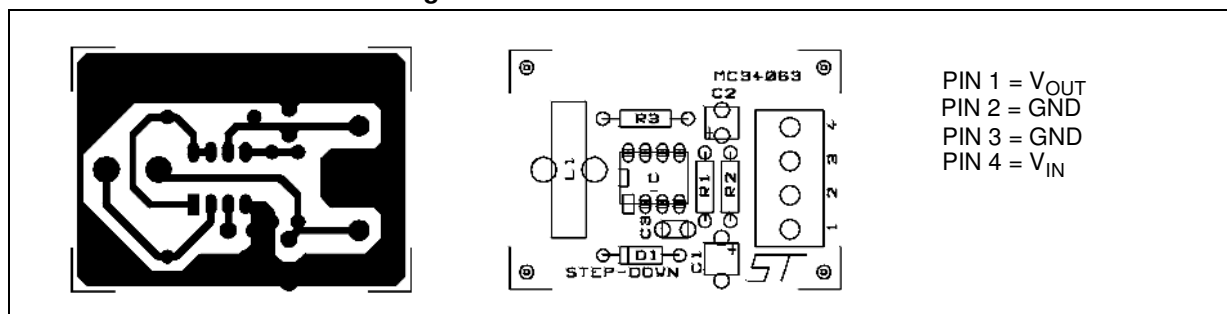 MC34063
C2
R3
4
3
2
1
L1
R1
R2
C3
D1
C1
STEP-DOWN
ST
PIN 1 = VOUT
PIN 2 = GND
PIN 3 = GND
PIN 4 = VIN